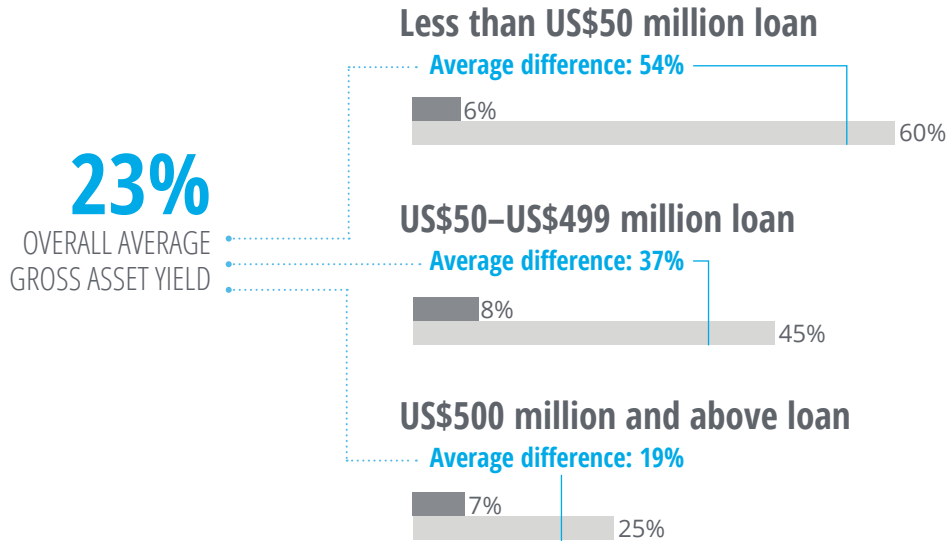 23%
OVERALL AVERAGE
GROSS ASSET YIELD
Less than US$50 million loan
Average difference: 54%
6%
60%
US$50–US$499 million loan
Average difference: 37%
8%
45%
US$500 million and above loan
Average difference: 19%
7%
25%